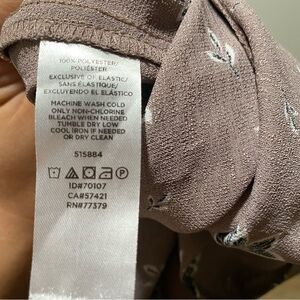 100% POLYESTER/
POLIÉSTER
EXCLUSIVE OF ELASTIC/
SANS ÉLASTIQUE/
EXCLUYENDO EL ELÁSTICO
MACHINE WASH COLD
ONLY NON-CHLORINE
BLEACH WHEN NEEDED
TUMBLE DRY LOW
COOL IRON IF NEEDED
OR DRY CLEAN
515884
ID#70107
CA#57421
RN#77379